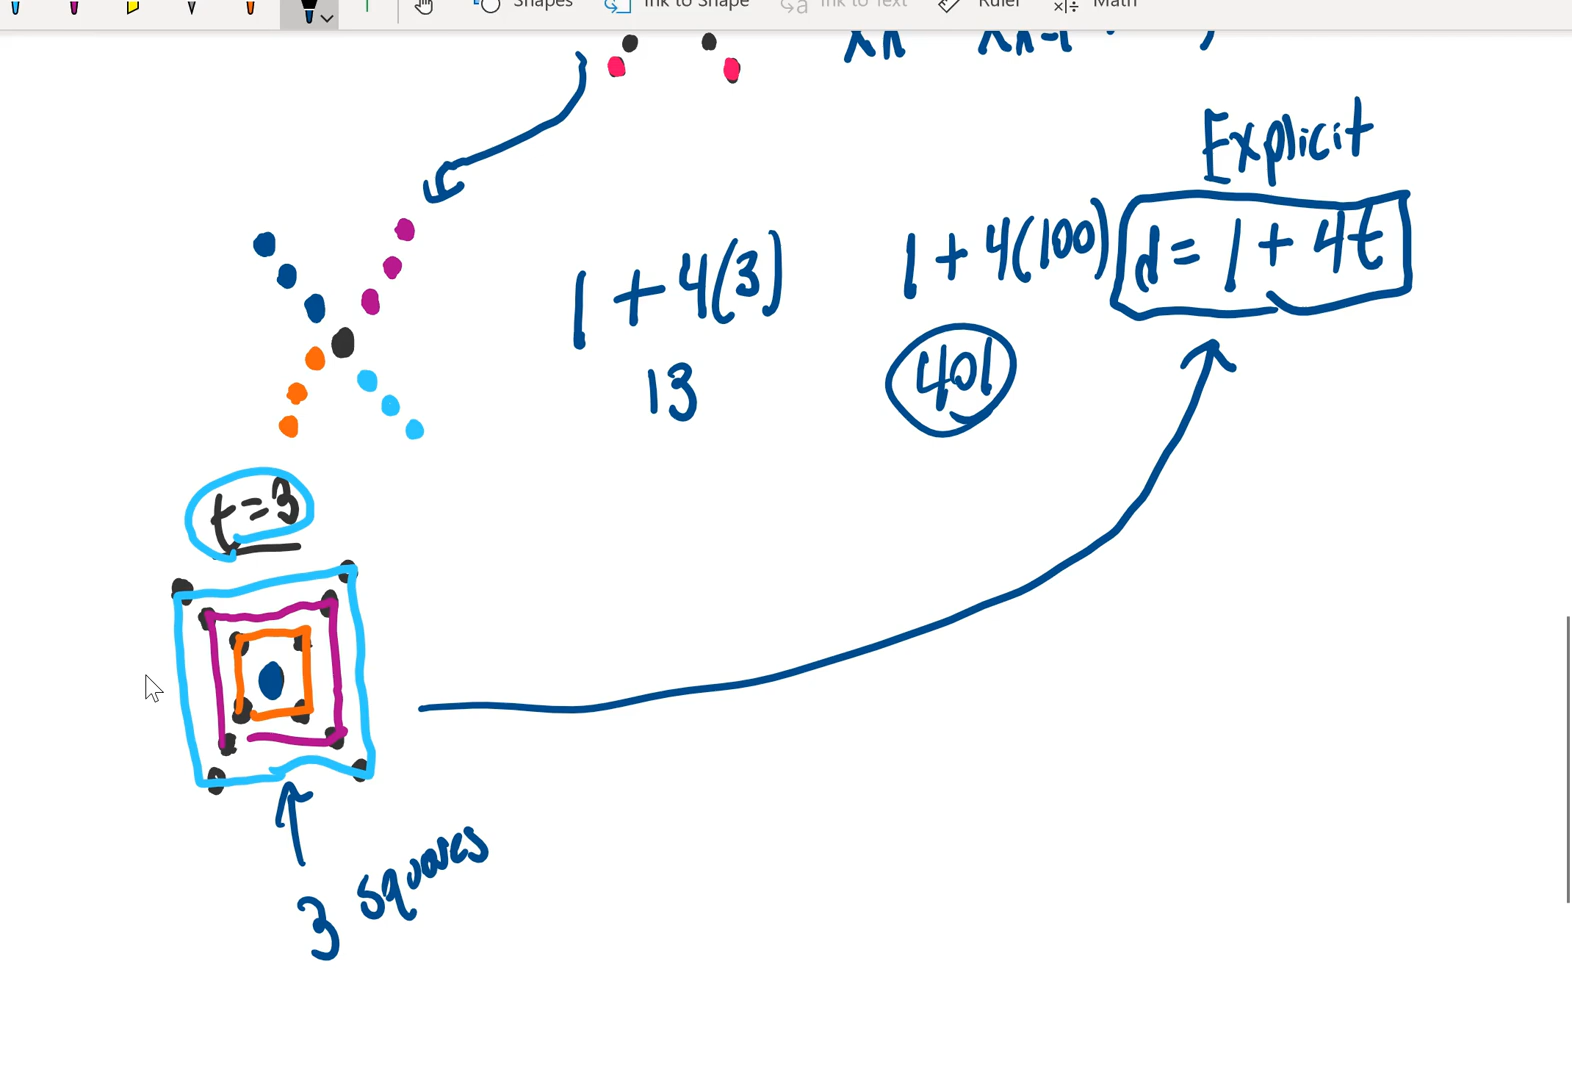 Shapes Ink to Shape Ink to Text Ruler Math
Explicit
1 + 4(3)
13
1 + 4(100)
401
d = 1 + 4t
t = 3
3 squares